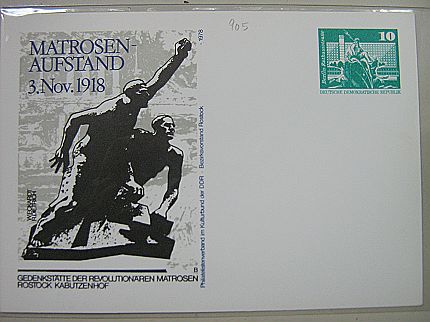 MATROSEN-
AUFSTAND
3. Nov. 1918
GEDENKSTÄTTE DER REVOLUTIONÄREN MATROSEN
ROSTOCK KABUTZENHOF
B
Philatelistenverband im Kulturbund der DDR · Bezirksvorstand Rostock
1978
905
10
DEUTSCHE DEMOKRATISCHE REPUBLIK